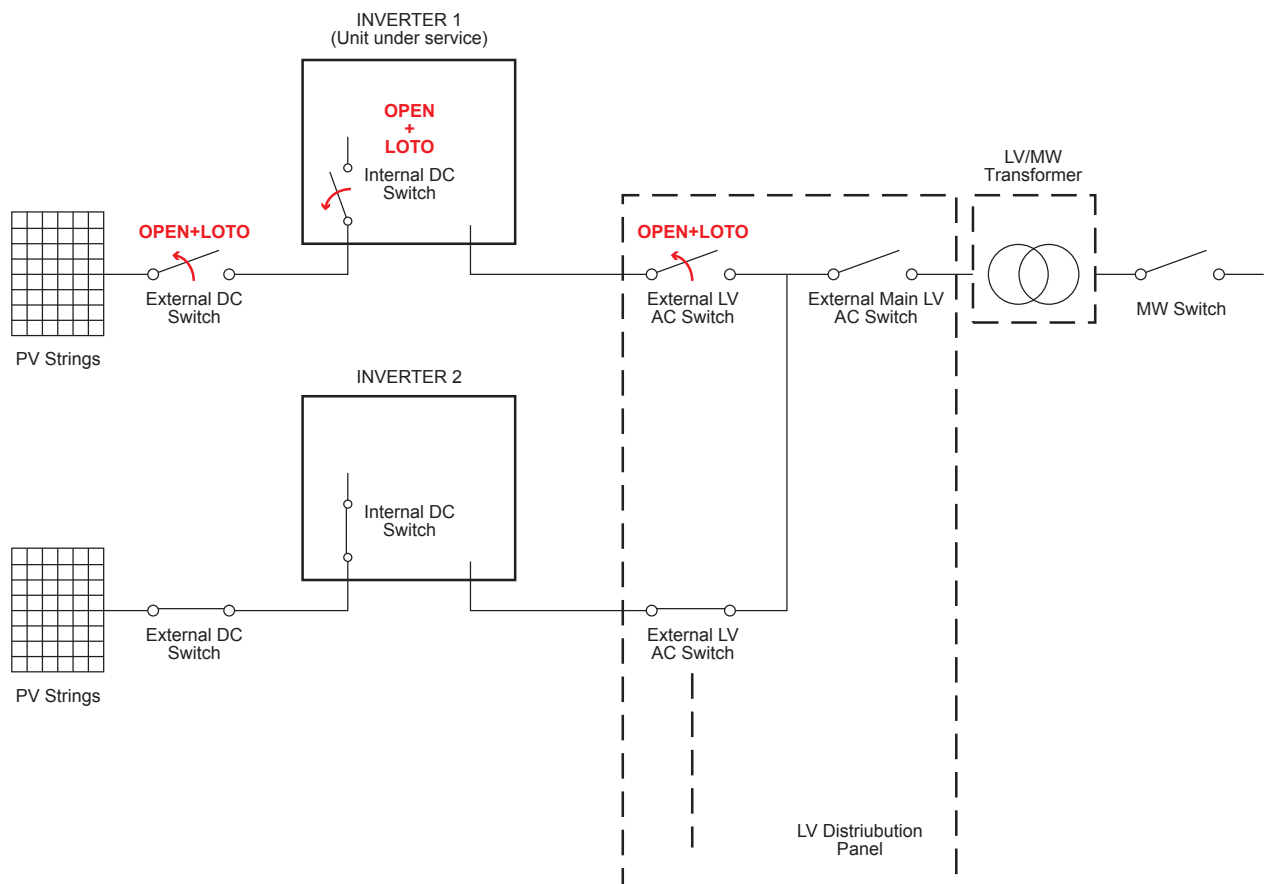 INVERTER 1
(Unit under service)
OPEN
+
LOTO
Internal DC
Switch
LV/MW
Transformer
OPEN+LOTO
External DC
Switch
OPEN+LOTO
External LV
AC Switch
External Main LV
AC Switch
MW Switch
PV Strings
INVERTER 2
Internal DC
Switch
External DC
Switch
External LV
AC Switch
PV Strings
LV Distriubution
Panel